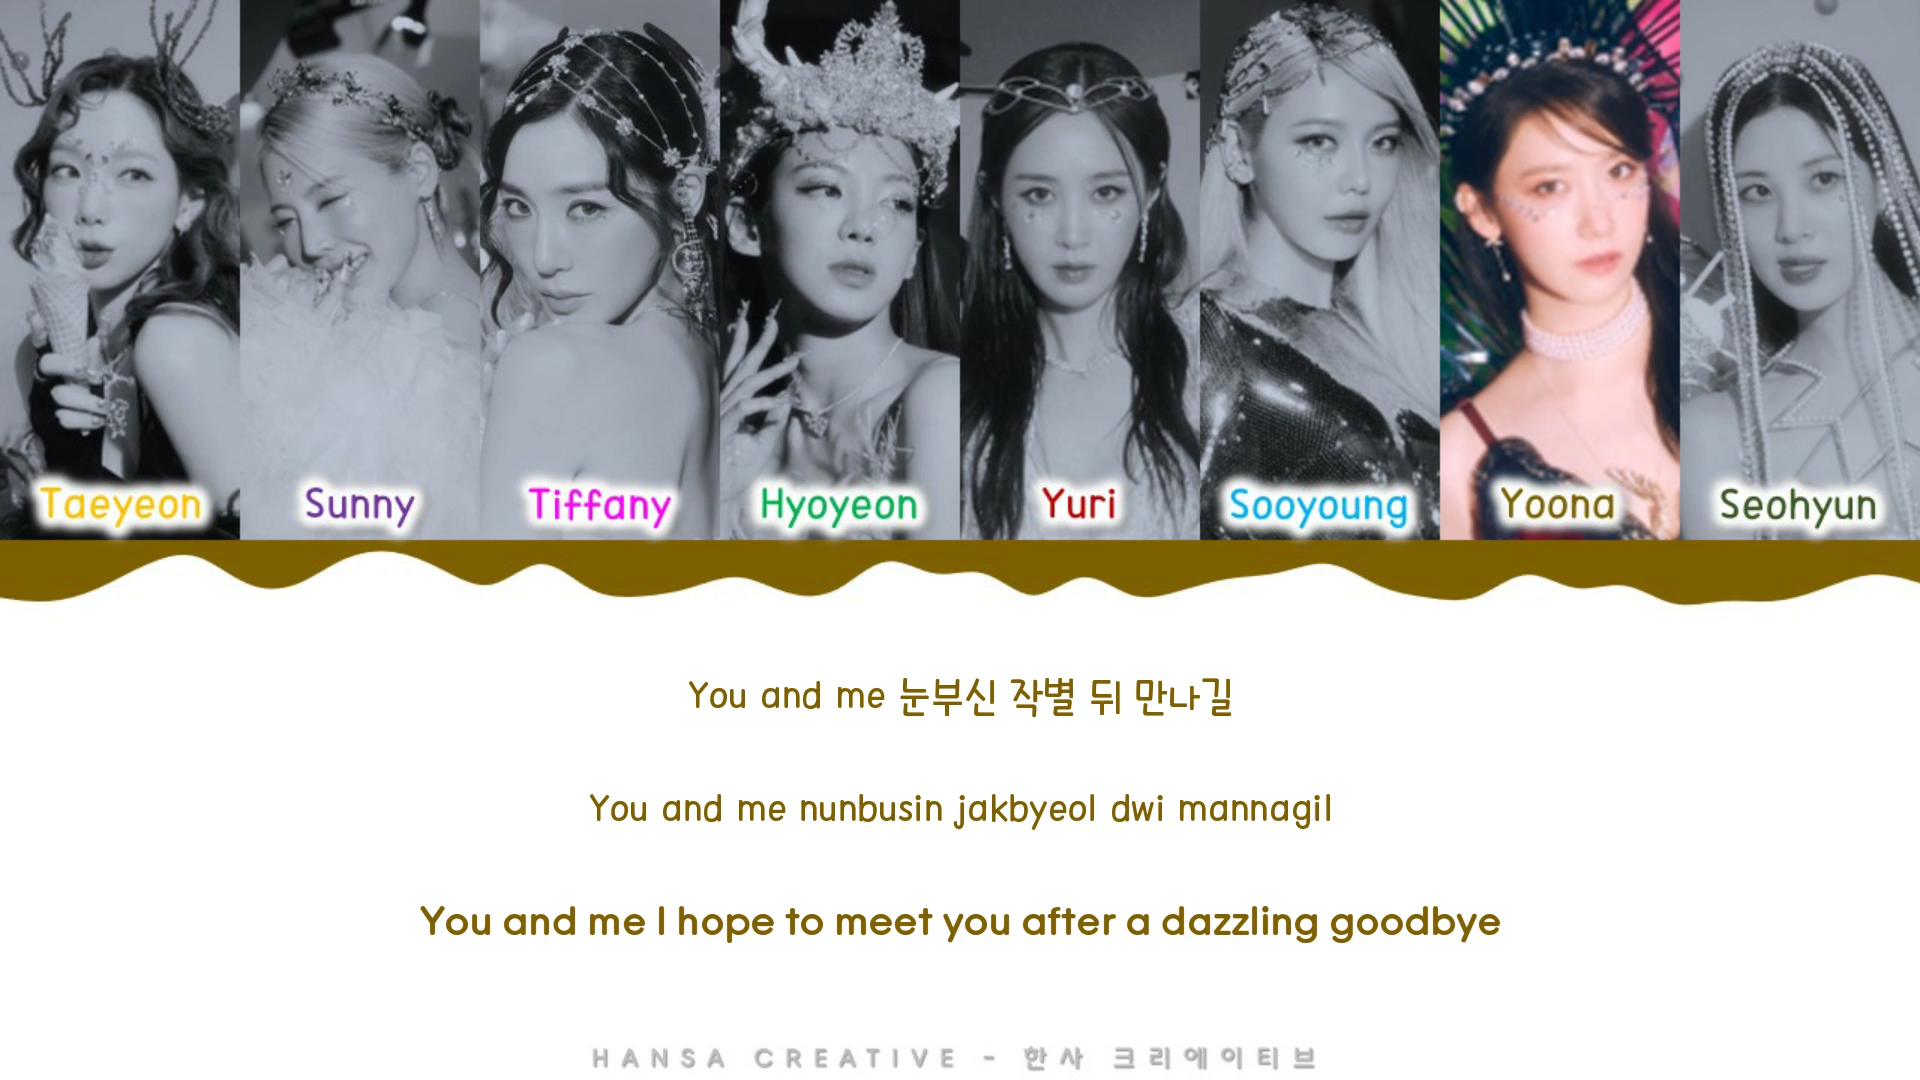 Taeyeon Sunny Tiffany Hyoyeon Yuri Sooyoung Yoona Seohyun
You and me 눈부신 작별 뒤 만나길
You and me nunbusin jakbyeol dwi mannagil
You and me I hope to meet you after a dazzling goodbye
HANSA CREATIVE - 한사 크리에이티브